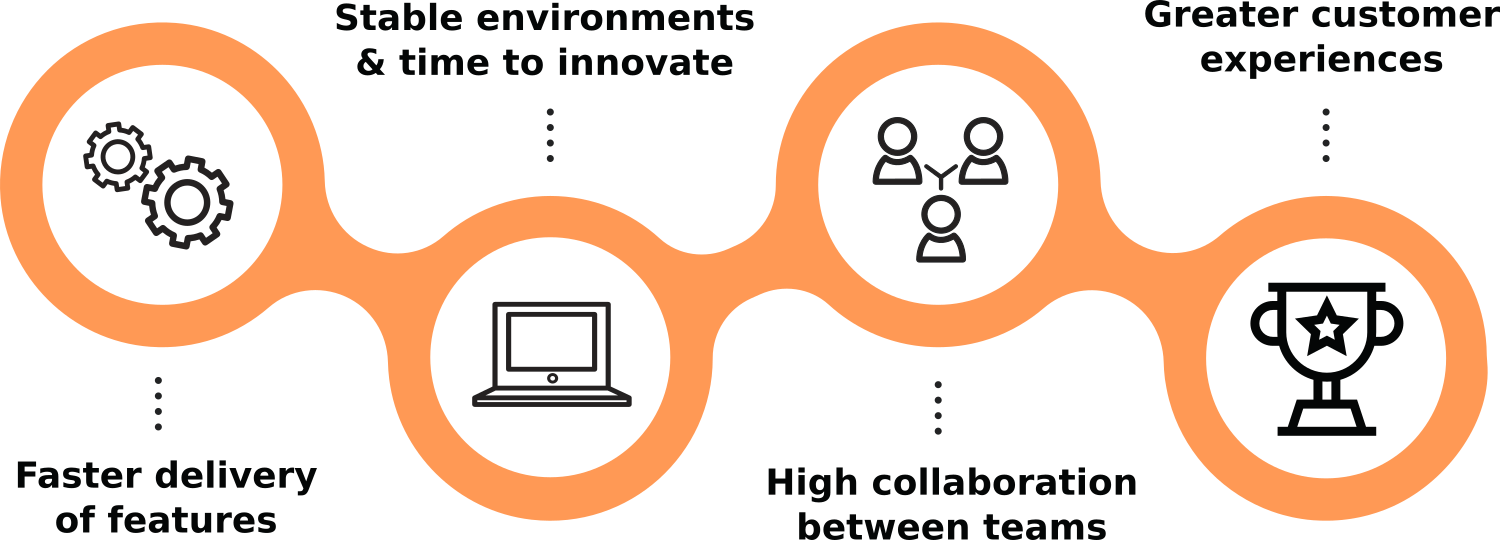 Faster delivery
of features
Stable environments
& time to innovate
High collaboration
between teams
Greater customer
experiences